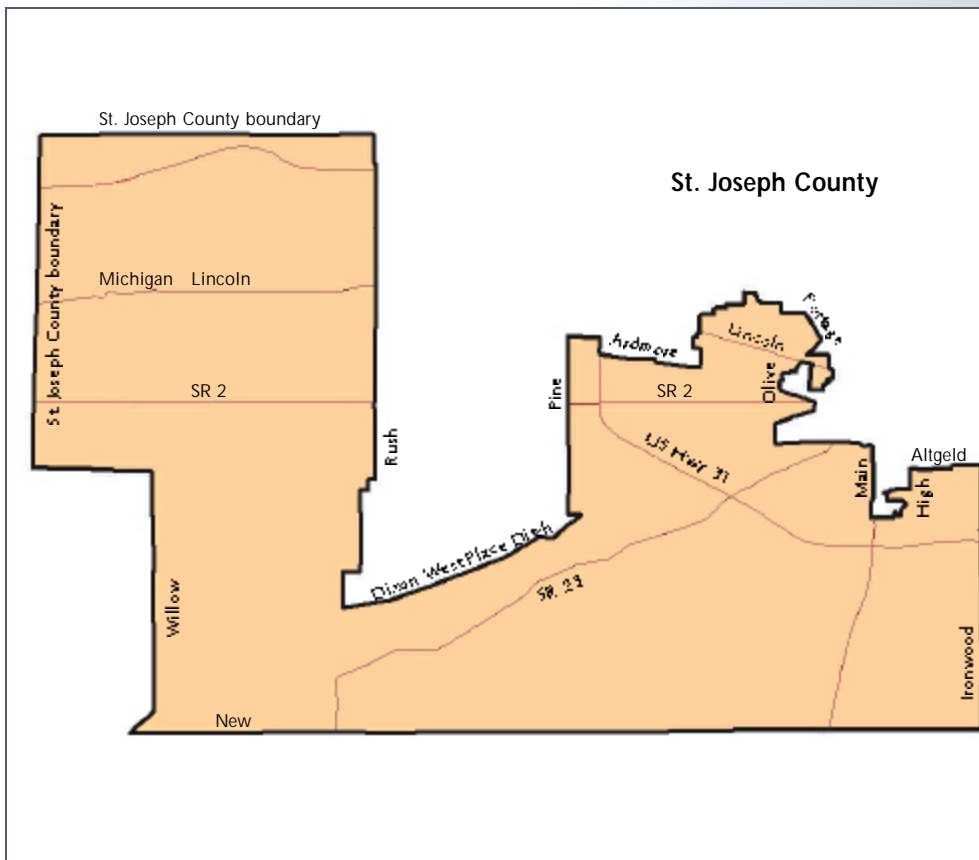 St. Joseph County boundary
St. Joseph County
St. Joseph County boundary
Michigan Lincoln
Portage
Lincoln
Ardmore
Olive
Pine
SR 2
SR 2
Rush
US Hwy 31
Main
Altgeld
High
Dixon West Place Ditch
SR 23
Willow
Ironwood
New